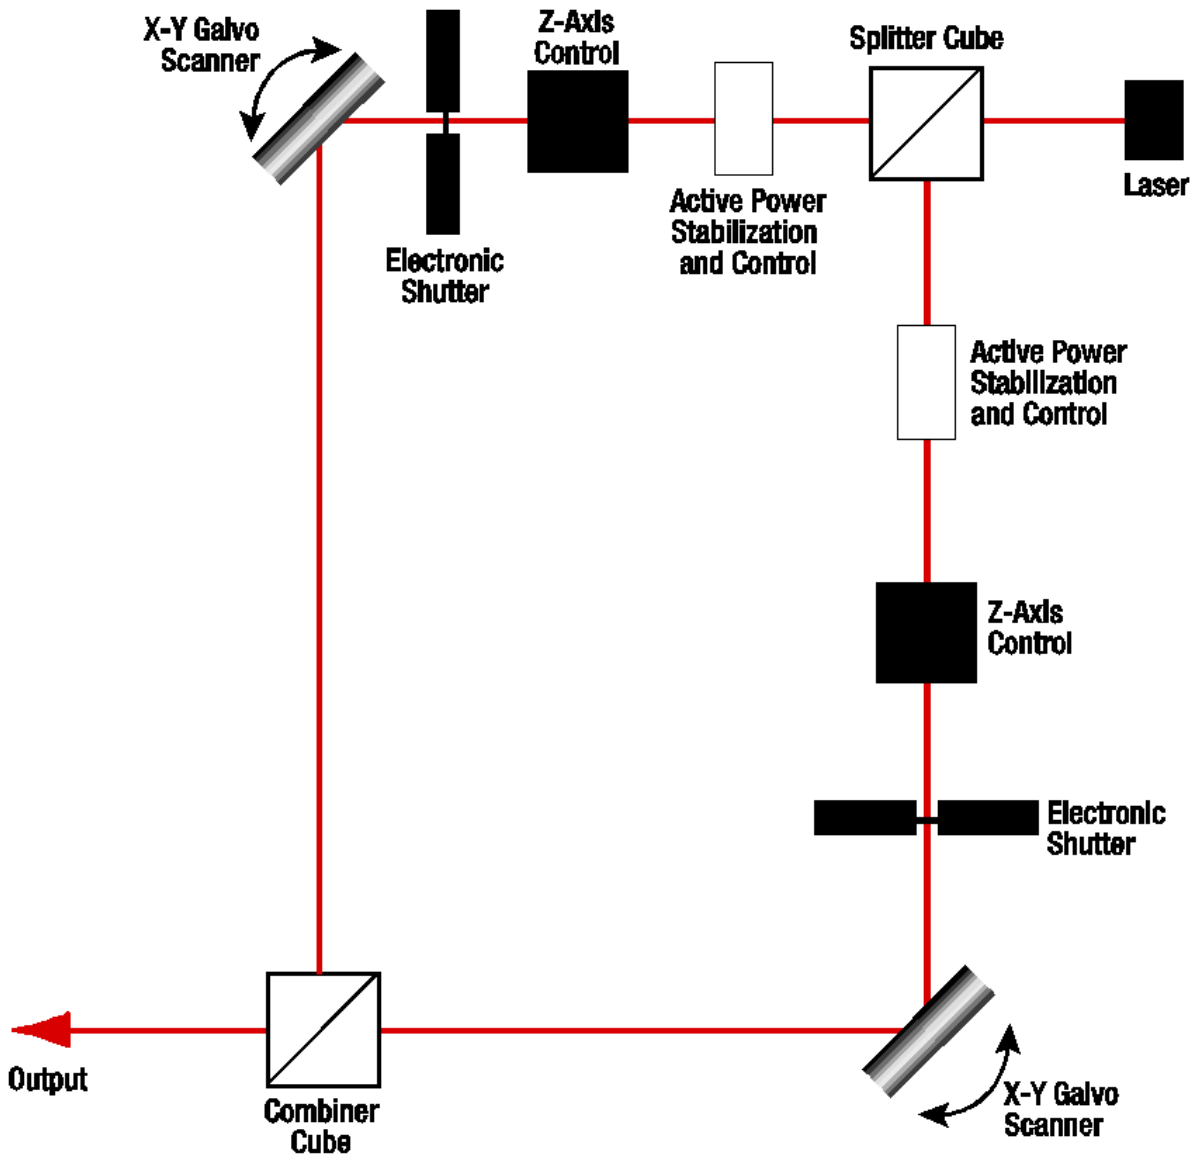 X-Y Galvo
Scanner
Z-Axis
Control
Splitter Cube
Laser
Active Power
Stabilization
and Control
Electronic
Shutter
Active Power
Stabilization
and Control
Z-Axis
Control
Electronic
Shutter
Output
Combiner
Cube
X-Y Galvo
Scanner